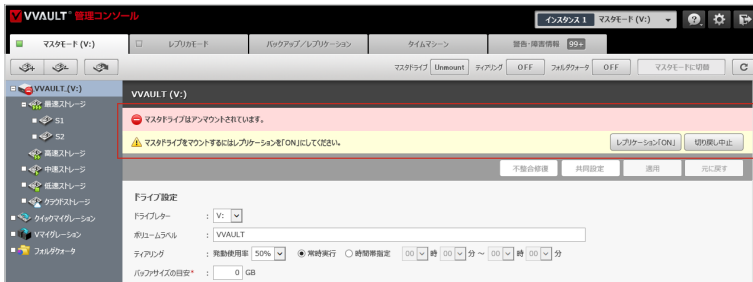 VVAULT® 管理コンソール
インスタンス 1 マスタモード (V:)
マスタモード (V:) レプリカモード バックアップ/レプリケーション タイムマシーン 警告・障害情報 99+
マスタドライブ Unmount ティアリング OFF フォルダクォータ OFF マスタモードに切替
VVAULT_(V:)
最速ストレージ
S1
S2
高速ストレージ
中速ストレージ
低速ストレージ
クラウドストレージ
クイックマイグレーション
Vマイグレーション
フォルダクォータ
VVAULT (V:)
マスタドライブはアンマウントされています。
マスタドライブをマウントするにはレプリケーションを「ON」にしてください。 レプリケーション「ON」 切り戻し中止
不整合修復 共同設定 適用 元に戻す
ドライブ設定
ドライブレター : V:
ボリュームラベル : VVAULT
ティアリング : 発動使用率 50% 常時実行 時間帯指定 00 時 00 分 ~ 00 時 00 分
バッファサイズの目安* : 0 GB